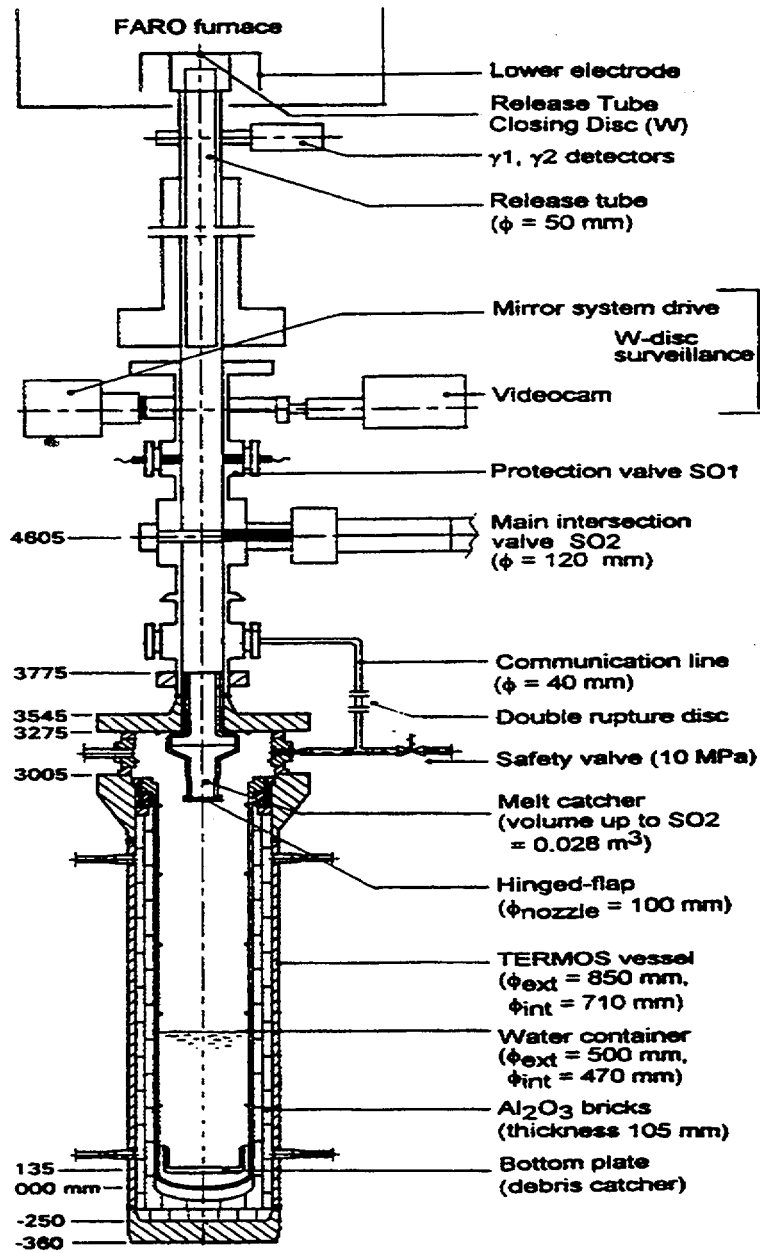 FARO furnace
Lower electrode
Release Tube
Closing Disc (W)
γ1, γ2 detectors
Release tube
(ϕ = 50 mm)
Mirror system drive
W-disc
surveillance
Videocam
Protection valve SO1
4605
Main intersection
valve SO2
(ϕ = 120 mm)
3775
Communication line
(ϕ = 40 mm)
3545
3275
Double rupture disc
3005
Safety valve (10 MPa)
Melt catcher
(volume up to SO2
= 0.028 m³)
Hinged-flap
(ϕnozzle = 100 mm)
TERMOS vessel
(ϕext = 850 mm,
ϕint = 710 mm)
Water container
(ϕext = 500 mm,
ϕint = 470 mm)
Al₂O₃ bricks
(thickness 105 mm)
135
000 mm
Bottom plate
(debris catcher)
-250
-360